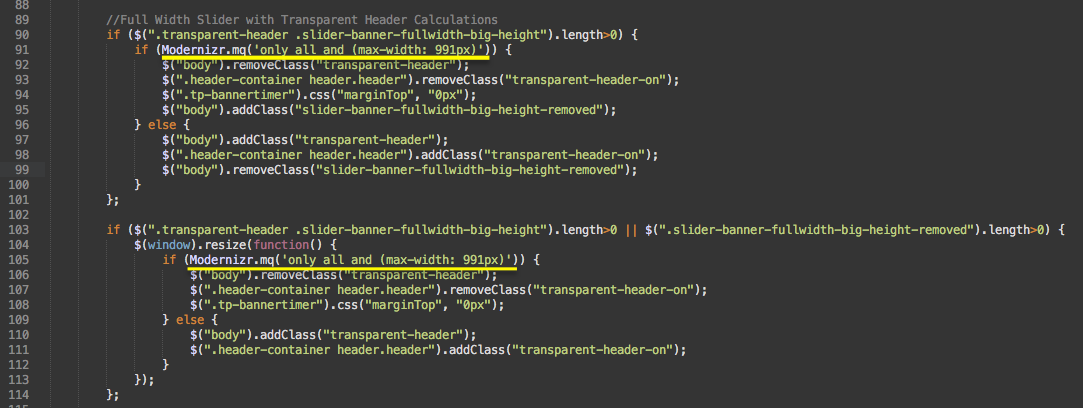 88
89 //Full Width Slider with Transparent Header Calculations
90 if ($(".transparent-header .slider-banner-fullwidth-big-height").length>0) {
91 if (Modernizr.mq('only all and (max-width: 991px)')) {
92 $("body").removeClass("transparent-header");
93 $(".header-container header.header").removeClass("transparent-header-on");
94 $(".tp-bannertimer").css("marginTop", "0px");
95 $("body").addClass("slider-banner-fullwidth-big-height-removed");
96 } else {
97 $("body").addClass("transparent-header");
98 $(".header-container header.header").addClass("transparent-header-on");
99 $("body").removeClass("slider-banner-fullwidth-big-height-removed");
100 }
101 };
102
103 if ($(".transparent-header .slider-banner-fullwidth-big-height").length>0 || $(".slider-banner-fullwidth-big-height-removed").length>0) {
104 $(window).resize(function() {
105 if (Modernizr.mq('only all and (max-width: 991px)')) {
106 $("body").removeClass("transparent-header");
107 $(".header-container header.header").removeClass("transparent-header-on");
108 $(".tp-bannertimer").css("marginTop", "0px");
109 } else {
110 $("body").addClass("transparent-header");
111 $(".header-container header.header").addClass("transparent-header-on");
112 }
113 });
114 };
115